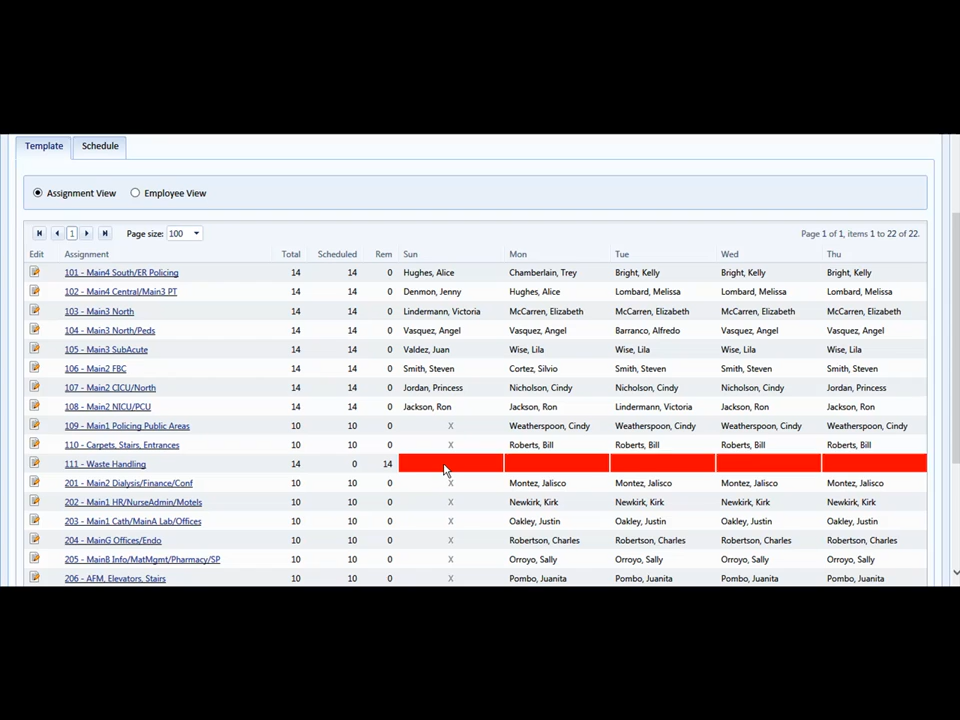 Template Schedule
Assignment View Employee View
1 Page size: 100 Page 1 of 1, items 1 to 22 of 22.
Edit Assignment Total Scheduled Rem Sun Mon Tue Wed Thu
101 - Main4 South/ER Policing 14 14 0 Hughes, Alice Chamberlain, Trey Bright, Kelly Bright, Kelly Bright, Kelly
102 - Main4 Central/Main3 PT 14 14 0 Denmon, Jenny Hughes, Alice Lombard, Melissa Lombard, Melissa Lombard, Melissa
103 - Main3 North 14 14 0 Lindermann, Victoria McCarren, Elizabeth McCarren, Elizabeth McCarren, Elizabeth McCarren, Elizabeth
104 - Main3 North/Peds 14 14 0 Vasquez, Angel Vasquez, Angel Barranco, Alfredo Vasquez, Angel Vasquez, Angel
105 - Main3 SubAcute 14 14 0 Valdez, Juan Wise, Lila Wise, Lila Wise, Lila Wise, Lila
106 - Main2 FBC 14 14 0 Smith, Steven Cortez, Silvio Smith, Steven Smith, Steven Smith, Steven
107 - Main2 CICU/North 14 14 0 Jordan, Princess Nicholson, Cindy Nicholson, Cindy Nicholson, Cindy Jordan, Princess
108 - Main2 NICU/PCU 14 14 0 Jackson, Ron Jackson, Ron Lindermann, Victoria Jackson, Ron Jackson, Ron
109 - Main1 Policing Public Areas 10 10 0 X Weatherspoon, Cindy Weatherspoon, Cindy Weatherspoon, Cindy Weatherspoon, Cindy
110 - Carpets, Stairs, Entrances 10 10 0 X Roberts, Bill Roberts, Bill Roberts, Bill Roberts, Bill
111 - Waste Handling 14 0 14
201 - Main2 Dialysis/Finance/Conf 10 10 0 X Montez, Jalisco Montez, Jalisco Montez, Jalisco Montez, Jalisco
202 - Main1 HR/NurseAdmin/Motels 10 10 0 X Newkirk, Kirk Newkirk, Kirk Newkirk, Kirk Newkirk, Kirk
203 - Main1 Cath/MainA Lab/Offices 10 10 0 X Oakley, Justin Oakley, Justin Oakley, Justin Oakley, Justin
204 - MainG Offices/Endo 10 10 0 X Robertson, Charles Robertson, Charles Robertson, Charles Robertson, Charles
205 - MainB Info/MatMgmt/Pharmacy/SP 10 10 0 X Orroyo, Sally Orroyo, Sally Orroyo, Sally Orroyo, Sally
206 - AFM, Elevators, Stairs 10 10 0 X Pombo, Juanita Pombo, Juanita Pombo, Juanita Pombo, Juanita